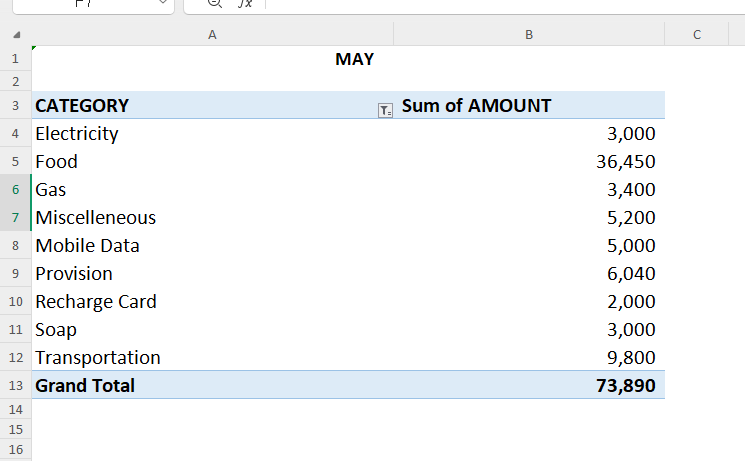 A B C
1 MAY
2
3 CATEGORY Sum of AMOUNT
4 Electricity 3,000
5 Food 36,450
6 Gas 3,400
7 Miscelleneous 5,200
8 Mobile Data 5,000
9 Provision 6,040
10 Recharge Card 2,000
11 Soap 3,000
12 Transportation 9,800
13 Grand Total 73,890
14
15
16